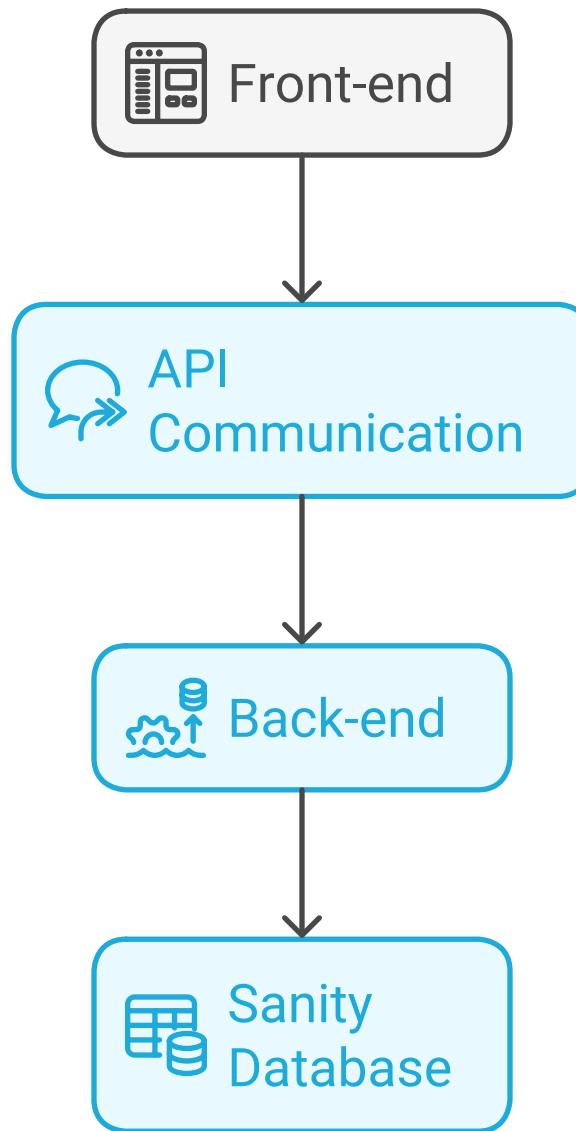 Front-end
API
Communication
Back-end
Sanity
Database